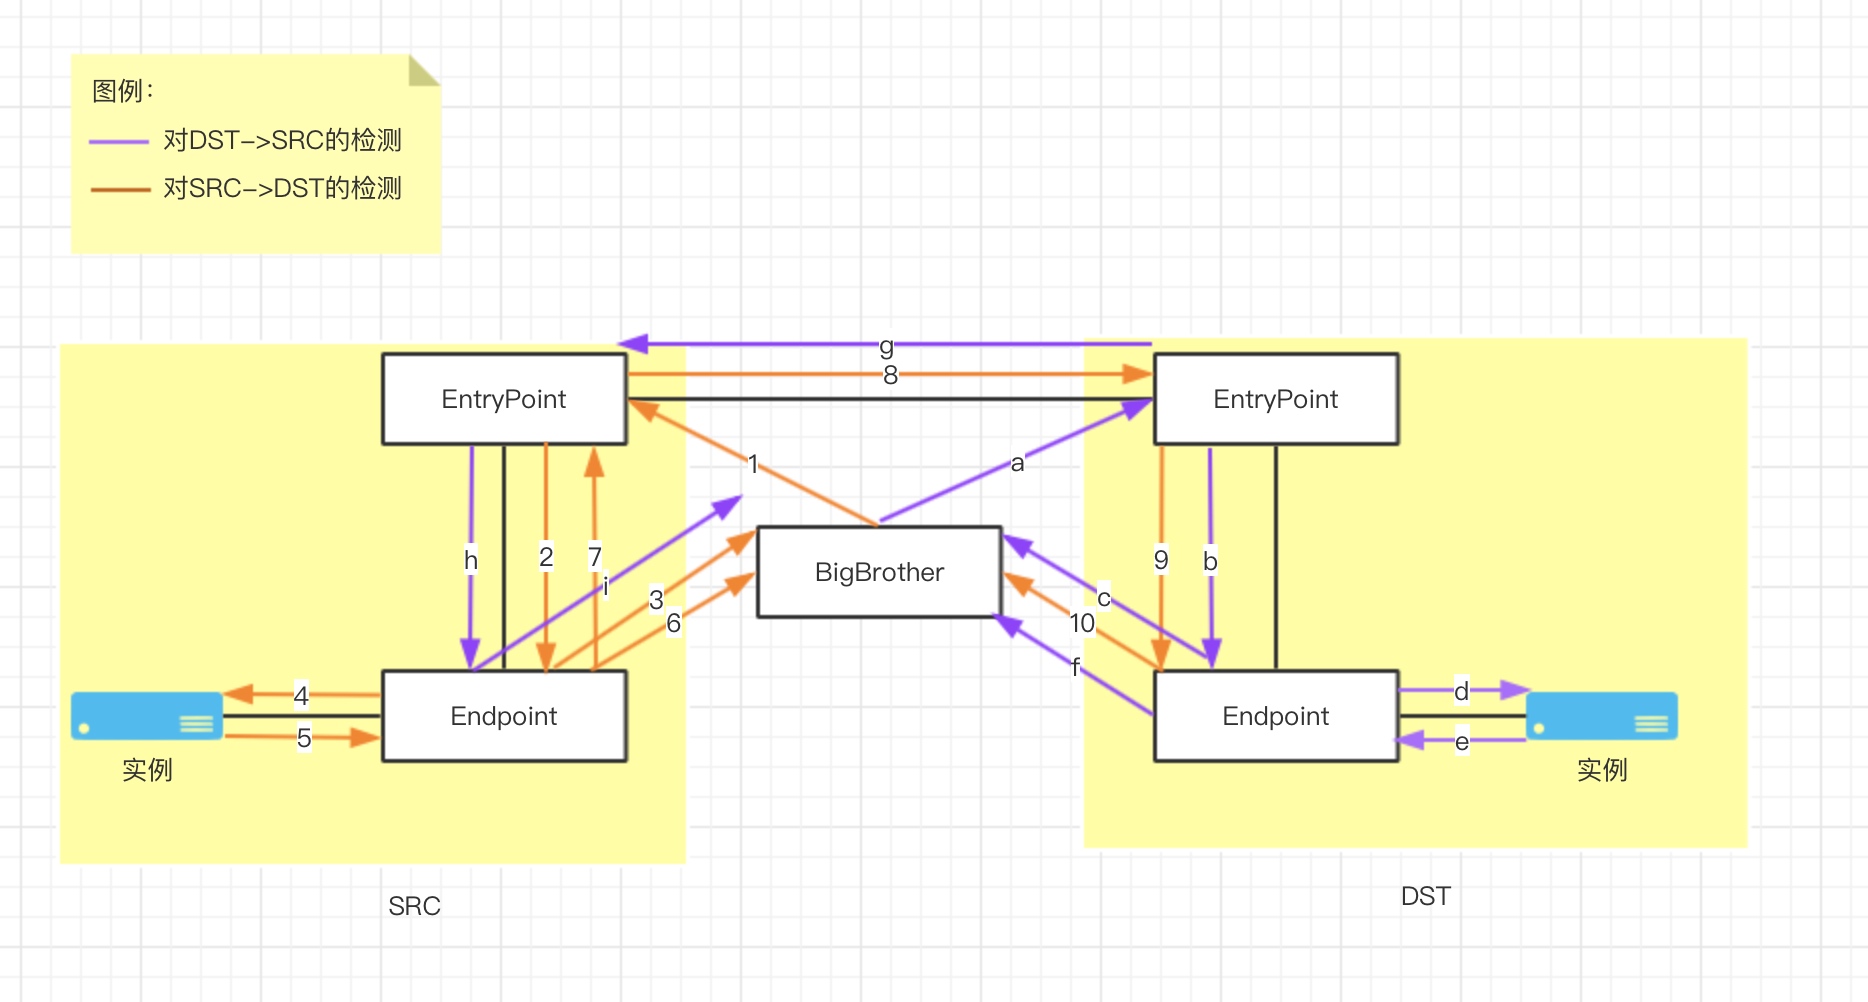 图例：
对DST->SRC的检测
对SRC->DST的检测
g
8
EntryPoint
EntryPoint
1
a
h
2
7
i
3
6
BigBrother
9
b
c
10
f
4
5
Endpoint
Endpoint
d
e
实例
实例
SRC
DST